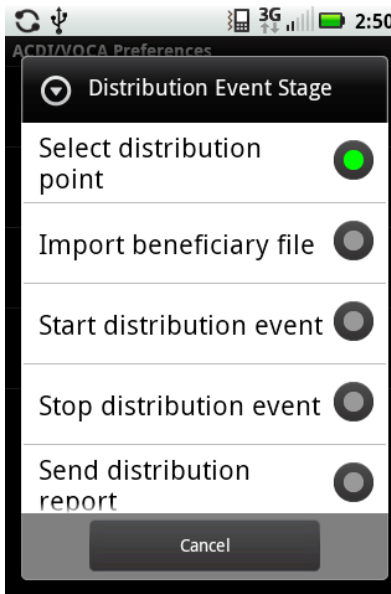 3G 2:50
ACDI/VOCA Preferences
Distribution Event Stage
Select distribution
point
Import beneficiary file
Start distribution event
Stop distribution event
Send distribution
report
Cancel